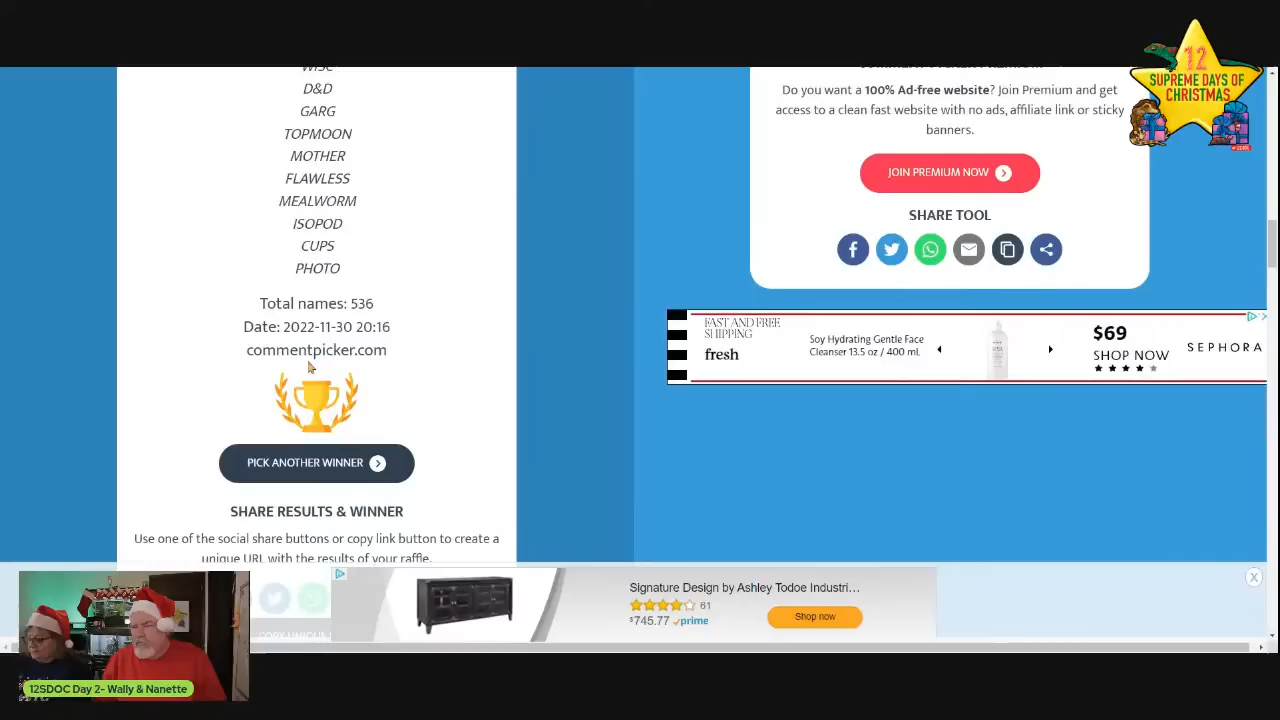 WISC
D&D
GARG
TOPMOON
MOTHER
FLAWLESS
MEALWORM
ISOPOD
CUPS
PHOTO
Total names: 536
Date: 2022-11-30 20:16
commentpicker.com
PICK ANOTHER WINNER
SHARE RESULTS & WINNER
Use one of the social share buttons or copy link button to create a
unique URL with the results of your raffle.
COPY UNIQUE
12SDOC Day 2- Wally & Nanette
12
SUPREME DAYS OF
CHRISTMAS
Do you want a 100% Ad-free website? Join Premium and get
access to a clean fast website with no ads, affiliate link or sticky
banners.
JOIN PREMIUM NOW
SHARE TOOL
FAST AND FREE
SHIPPING
fresh
Soy Hydrating Gentle Face
Cleanser 13.5 oz / 400 mL
$69
SHOP NOW
SEPHORA
Signature Design by Ashley Todoe Industri...
61
$745.77 prime
Shop now